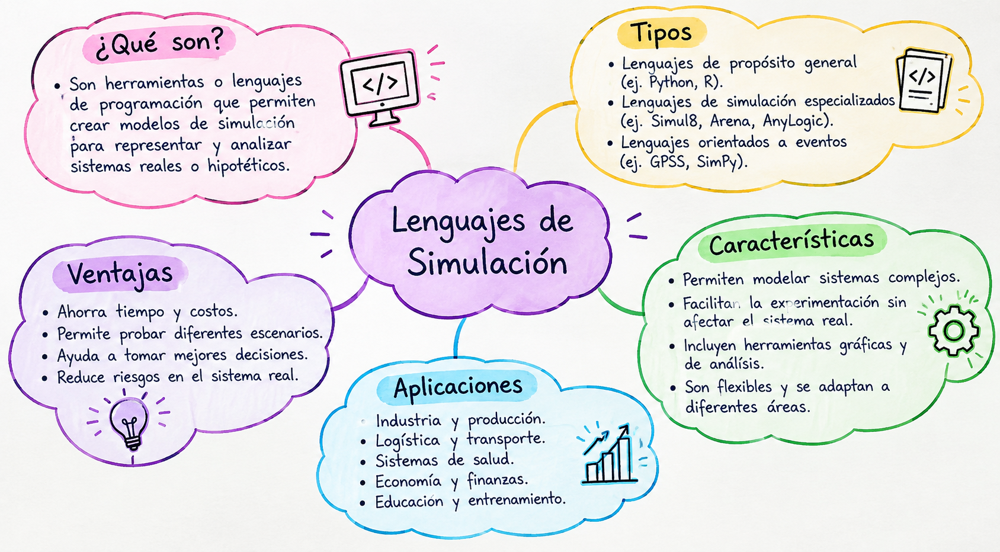 ¿Qué son?
• Son herramientas o lenguajes
de programación que permiten
crear modelos de simulación
para representar y analizar
sistemas reales o hipotéticos.
Tipos
• Lenguajes de propósito general
(ej. Python, R).
• Lenguajes de simulación especializados
(ej. Simul8, Arena, AnyLogic).
• Lenguajes orientados a eventos
(ej. GPSS, SimPy).
</>
</>
Lenguajes de
Simulación
Ventajas
• Ahorra tiempo y costos.
• Permite probar diferentes escenarios.
• Ayuda a tomar mejores decisiones.
• Reduce riesgos en el sistema real.
Características
• Permiten modelar sistemas complejos.
• Facilitan la experimentación sin
afectar el sistema real.
• Incluyen herramientas gráficas y
de análísis.
• Son flexibles y se adaptan a
diferentes áreas.
Aplicaciones
Industria y producción.
• Logística y transporte.
• Sistemas de salud.
• Economía y finanzas.
• Educación y entrenamiento.